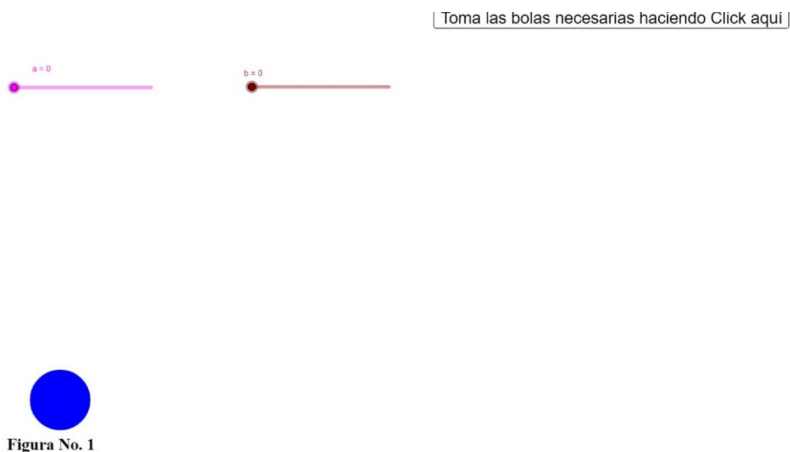 Toma las bolas necesarias haciendo Click aquí
a = 0
b = 0
Figura No. 1